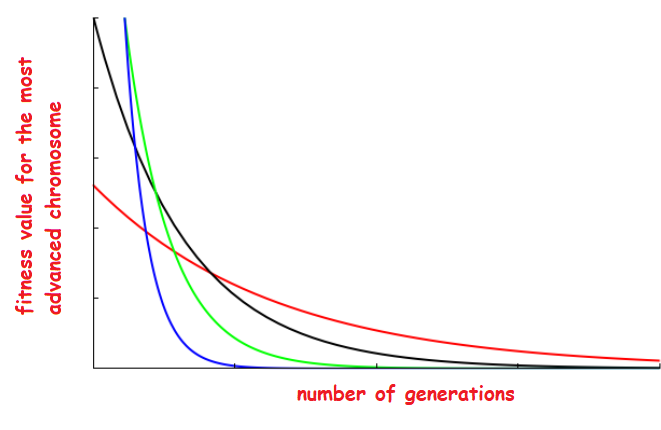 fitness value for the most
advanced chromosome
number of generations